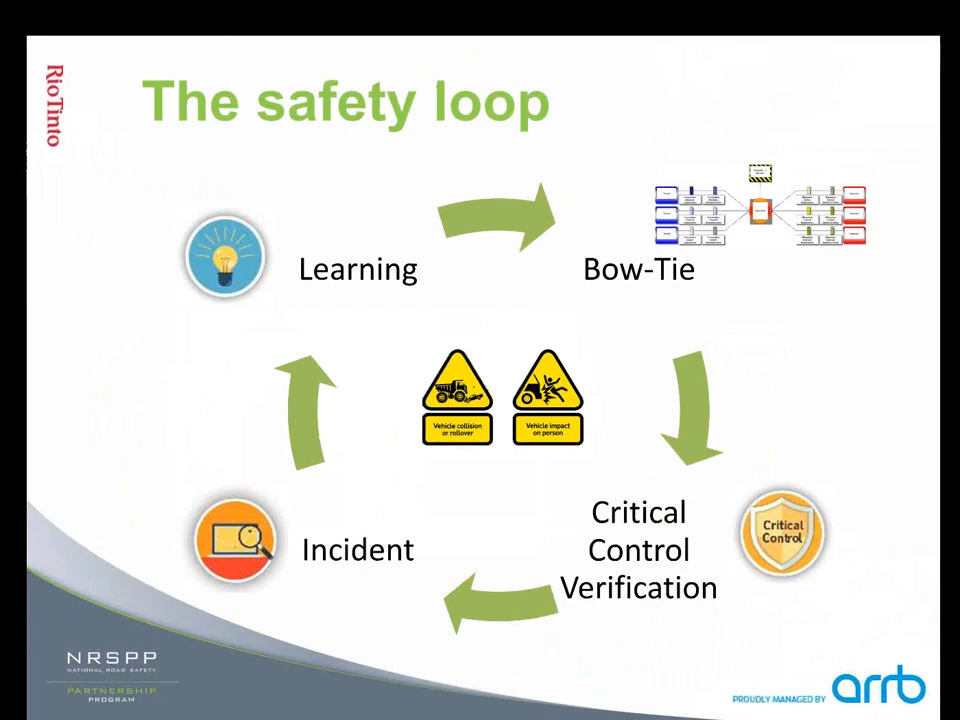 RioTinto
The safety loop
Learning
Bow-Tie
Vehicle collision
or rollover
Vehicle impact
on person
Critical
Control
Verification
Critical
Control
Incident
NRSPP
NATIONAL ROAD SAFETY
PARTNERSHIP
PROGRAM
PROUDLY MANAGED BY
arrb